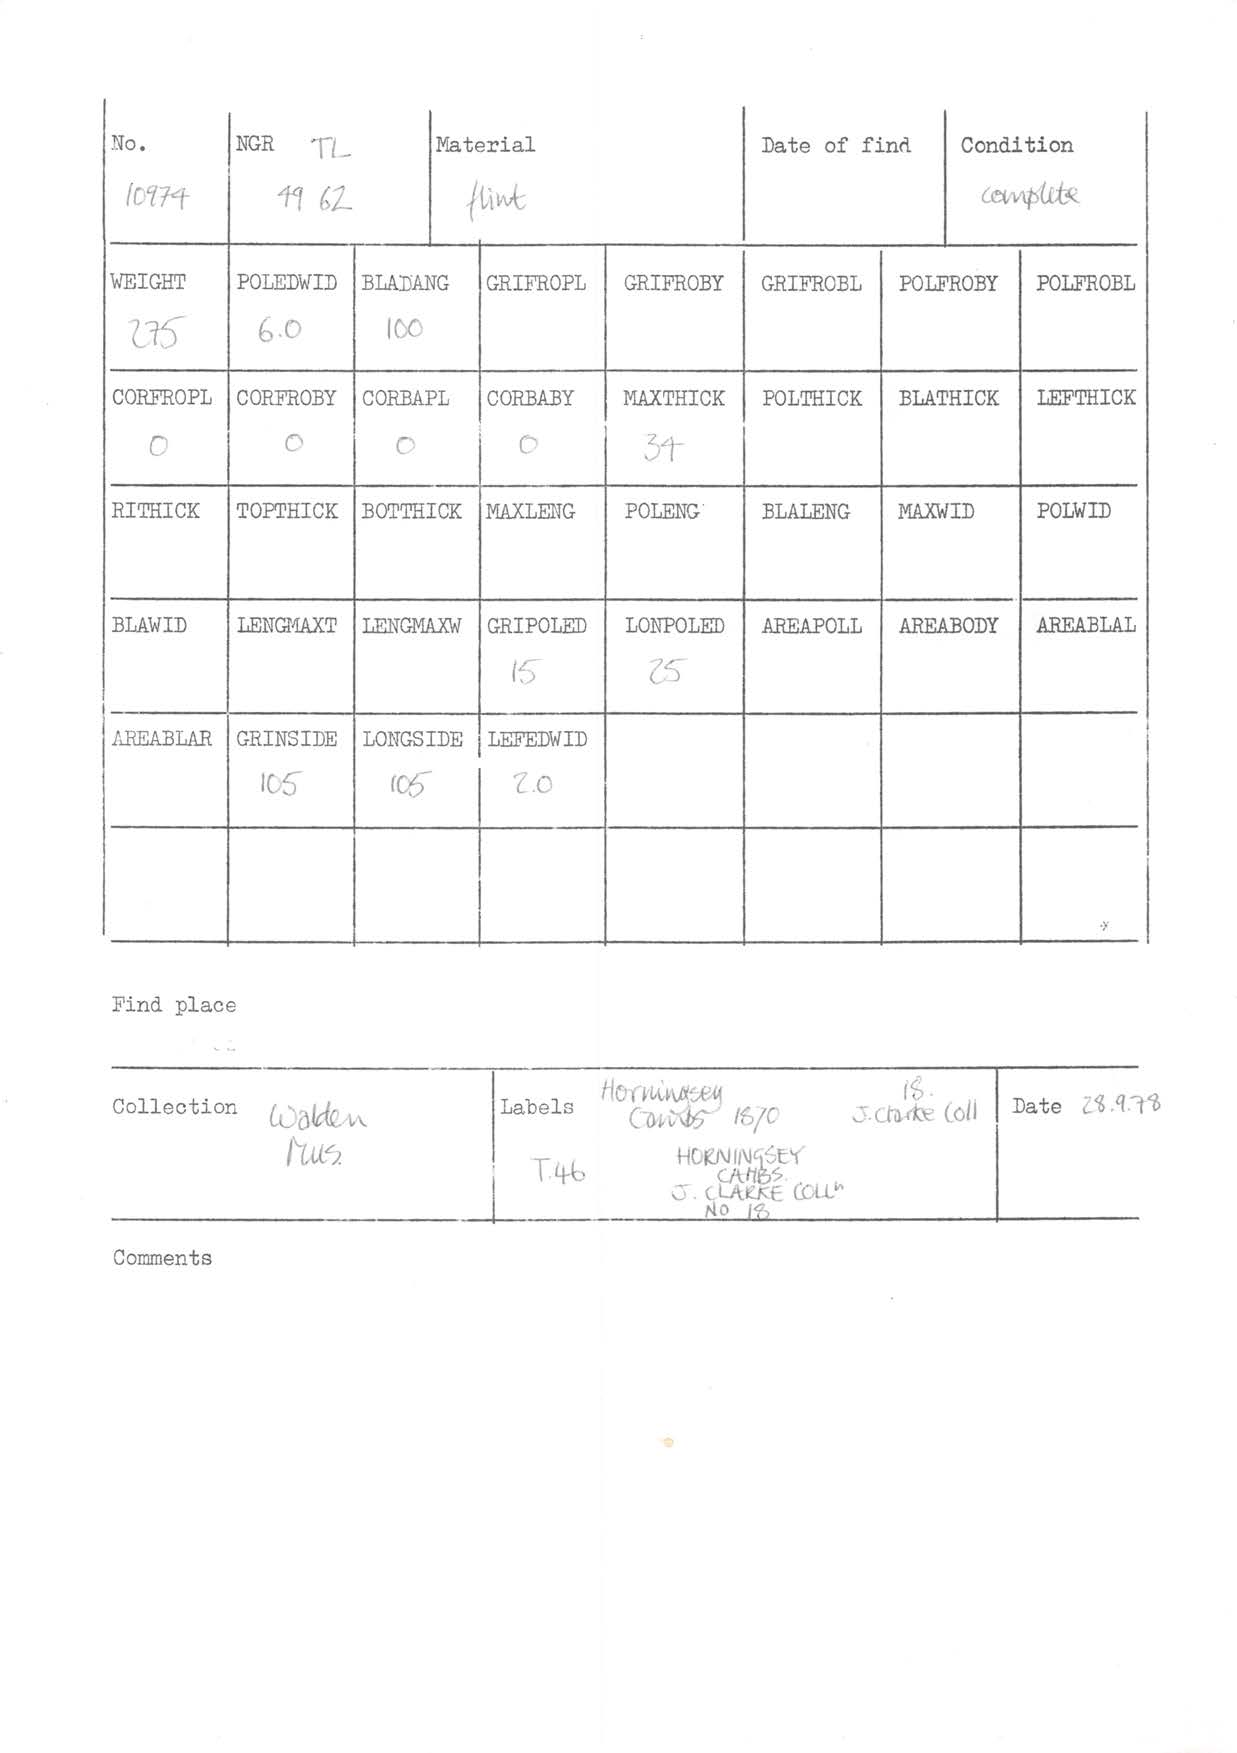 No. NGR TL Material Date of find Condition
10974 49 62 flint complete
WEIGHT POLEDWID BLADANG GRIFROPL GRIFROBY GRIFROBL POLFROBY POLFROBL
275 6.0 100
CORFROPL CORFROBY CORBAPL CORBABY MAXTHICK POLTHICK BLATHICK LEFTHICK
0 0 0 0 34
RITHICK TOPTHICK BOTTHICK MAXLENG POLENG BLALENG MAXWID POLWID
BLAWID LENGMAXT LENGMAXW GRIPOLED LONPOLED AREAPOLL AREABODY AREABLAL
15 25
AREABLAR GRINSIDE LONGSIDE LEFEDWID
105 105 2.0
Find place
Collection Walden
Mus.
Labels Horningsey 18.
Cambs 1870 J. Clarke Coll
T.46 HORNINGSEY
CAMBS.
J. CLARKE COLLn
NO 18
Date 28.9.78
Comments